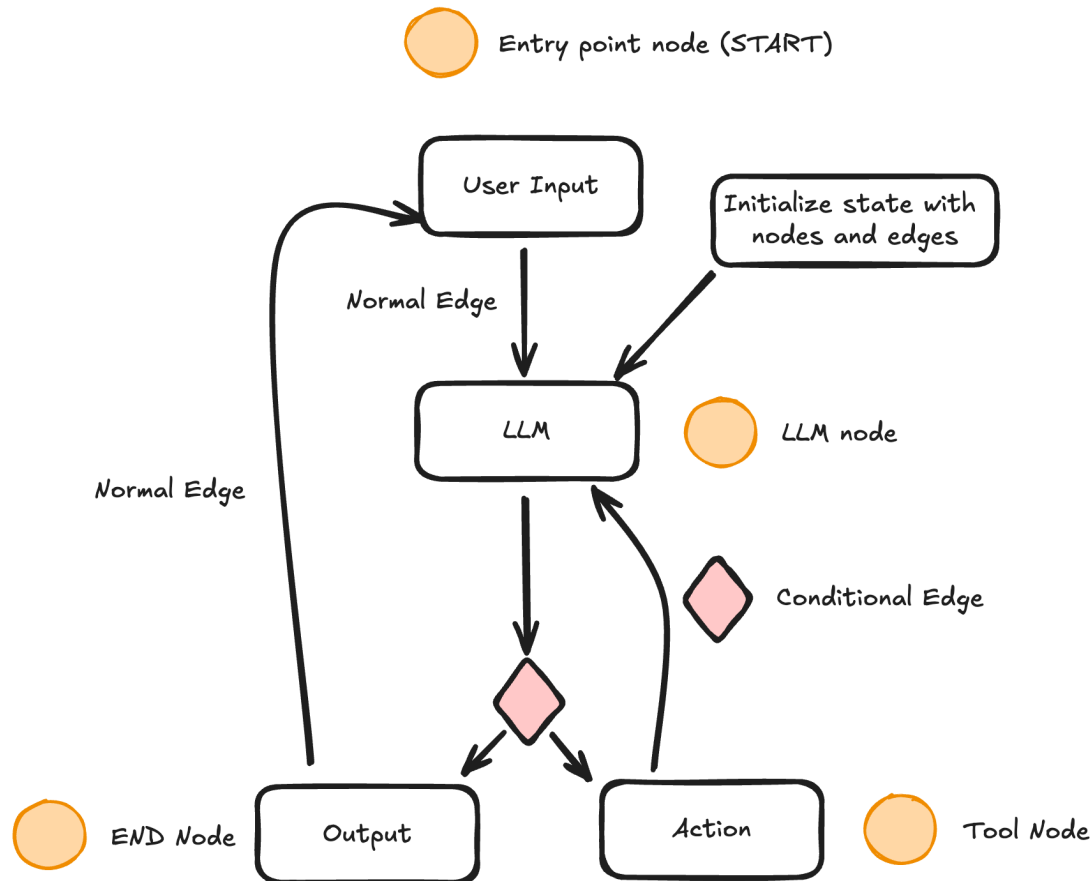 Entry point node (START)
User Input
Initialize state with
nodes and edges
Normal Edge
LLM
LLM node
Normal Edge
Conditional Edge
END Node
Output
Action
Tool Node